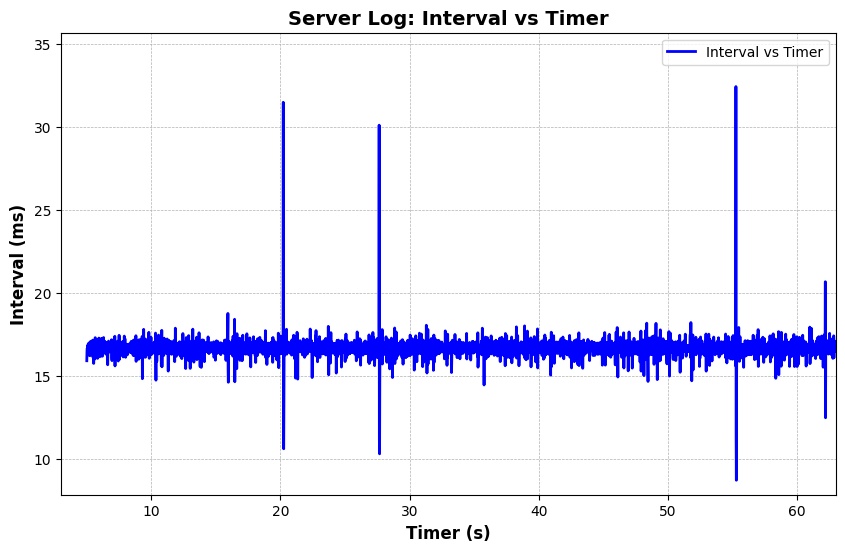 Server Log: Interval vs Timer
Interval vs Timer
35
30
25
20
15
10
Interval (ms)
10 20 30 40 50 60
Timer (s)